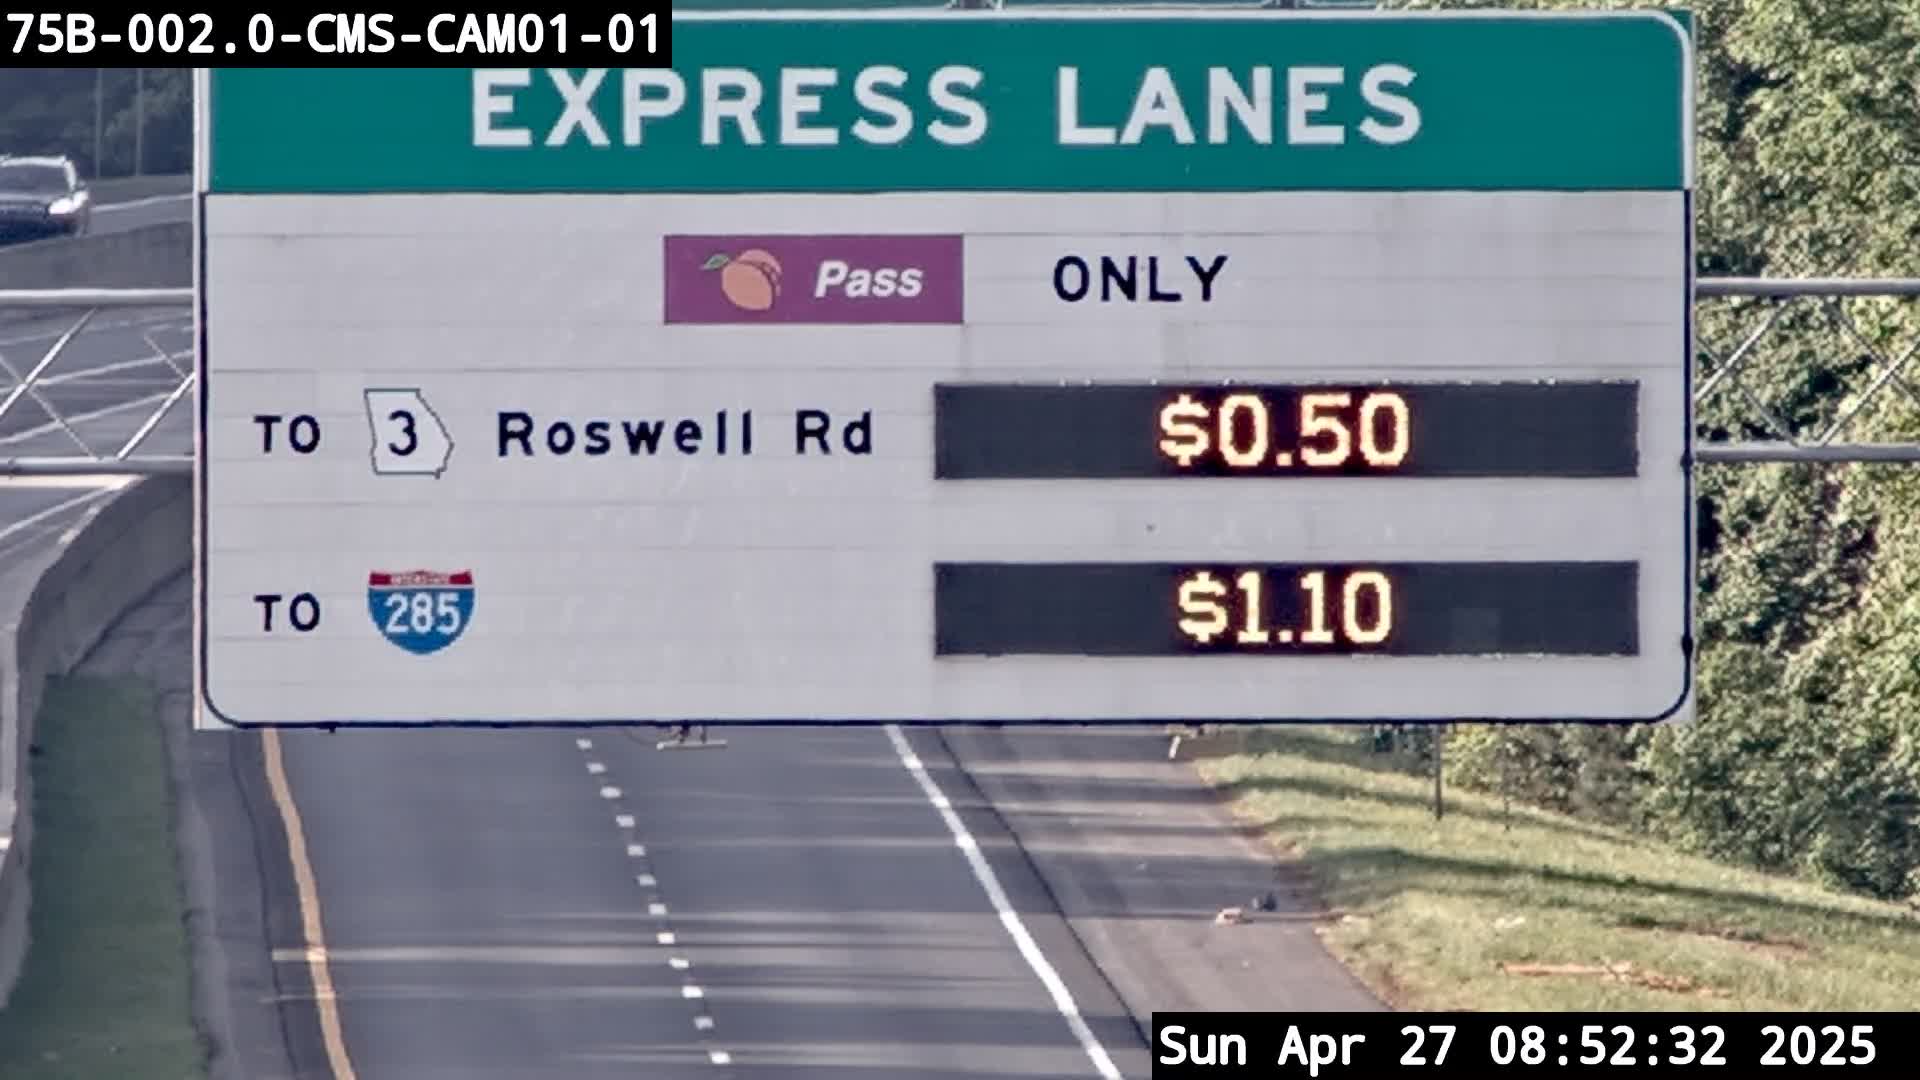 75B-002.0-CMS-CAM01-01
EXPRESS LANES
Pass ONLY
TO 3 Roswell Rd $0.50
INTERSTATE
TO 285 $1.10
Sun Apr 27 08:52:32 2025